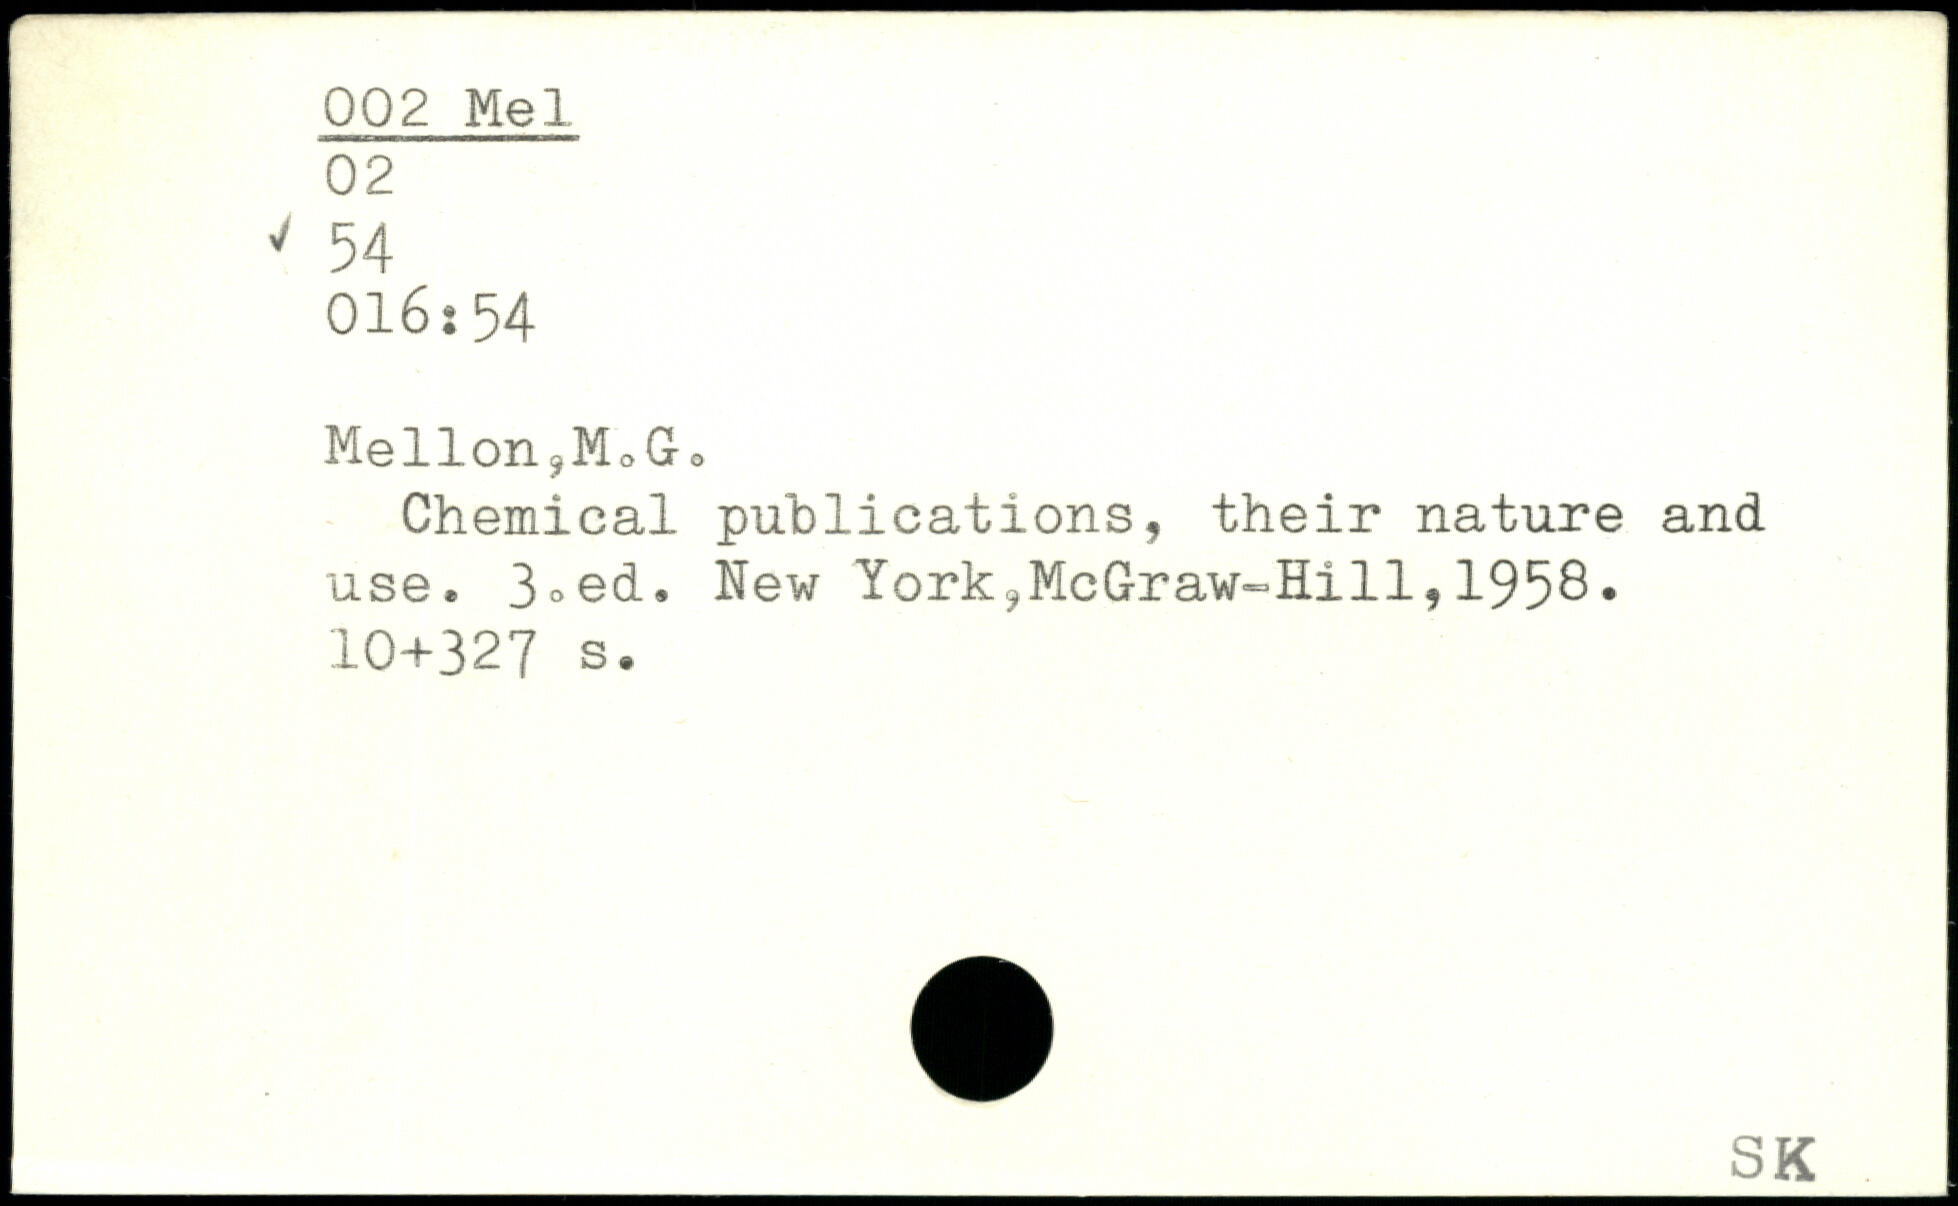 002 Mel
02
✓ 54
016:54
Mellon,M.G.
Chemical publications, their nature and
use. 3.ed. New York,McGraw-Hill,1958.
10+327 s.
SK